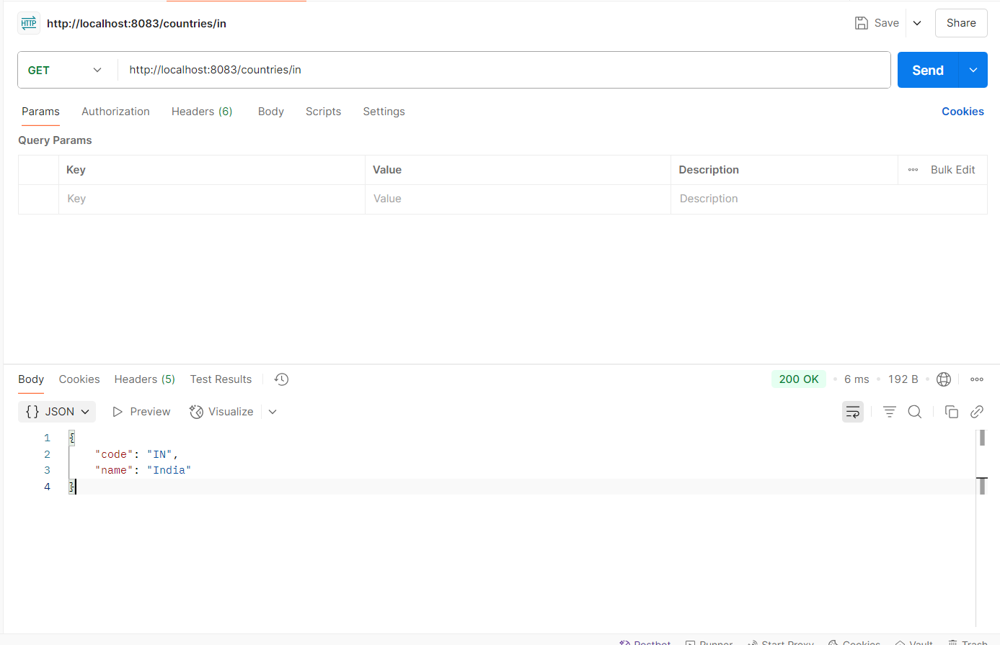 HTTP http://localhost:8083/countries/in Save Share
GET http://localhost:8083/countries/in Send
Params Authorization Headers (6) Body Scripts Settings Cookies
Query Params
Key Value Description Bulk Edit
Key Value Description
Body Cookies Headers (5) Test Results 200 OK 6 ms 192 B
{} JSON Preview Visualize
1 {
2 "code": "IN",
3 "name": "India"
4 }
Postbot Runner Start Proxy Cookies Vault Trash